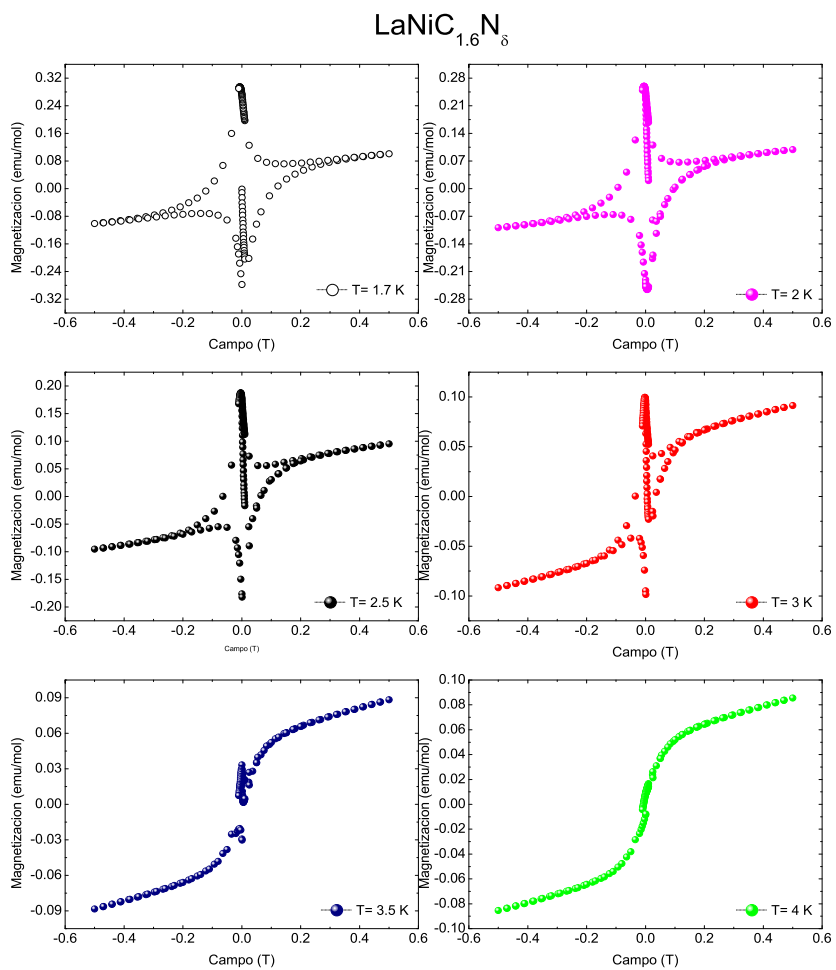 LaNiC1.6Nδ
0.32
0.24
0.16
0.08
0.00
-0.08
-0.16
-0.24
-0.32
Magnetizacion (emu/mol)
T= 1.7 K
-0.6 -0.4 -0.2 0.0 0.2 0.4 0.6
Campo (T)
0.28
0.21
0.14
0.07
0.00
-0.07
-0.14
-0.21
-0.28
Magnetizacion (emu/mol)
T= 2 K
-0.6 -0.4 -0.2 0.0 0.2 0.4 0.6
Campo (T)
0.20
0.15
0.10
0.05
0.00
-0.05
-0.10
-0.15
-0.20
Magnetizacion (emu/mol)
T= 2.5 K
-0.6 -0.4 -0.2 0.0 0.2 0.4 0.6
Campo (T)
0.10
0.05
0.00
-0.05
-0.10
Magnetizacion (emu/mol)
T= 3 K
-0.6 -0.4 -0.2 0.0 0.2 0.4 0.6
Campo (T)
0.09
0.06
0.03
0.00
-0.03
-0.06
-0.09
Magnetizacion (emu/mol)
T= 3.5 K
-0.6 -0.4 -0.2 0.0 0.2 0.4 0.6
Campo (T)
0.10
0.08
0.06
0.04
0.02
0.00
-0.02
-0.04
-0.06
-0.08
-0.10
Magnetizacion (emu/mol)
T= 4 K
-0.6 -0.4 -0.2 0.0 0.2 0.4 0.6
Campo (T)